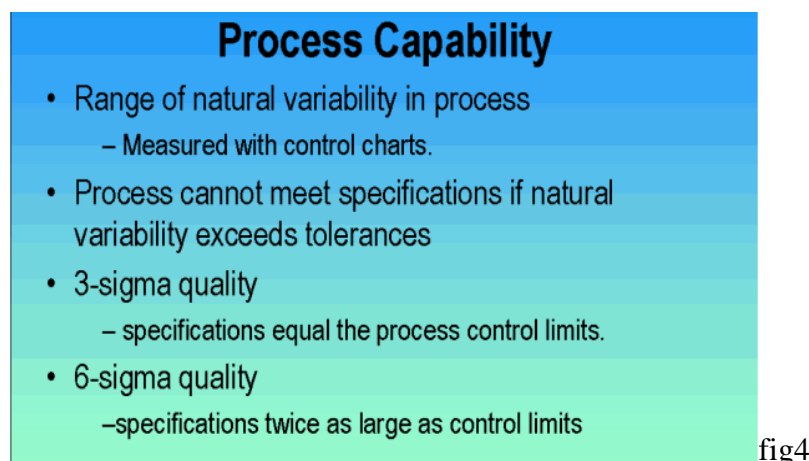 Process Capability
• Range of natural variability in process
– Measured with control charts.
• Process cannot meet specifications if natural
variability exceeds tolerances
• 3-sigma quality
– specifications equal the process control limits.
• 6-sigma quality
–specifications twice as large as control limits
fig4